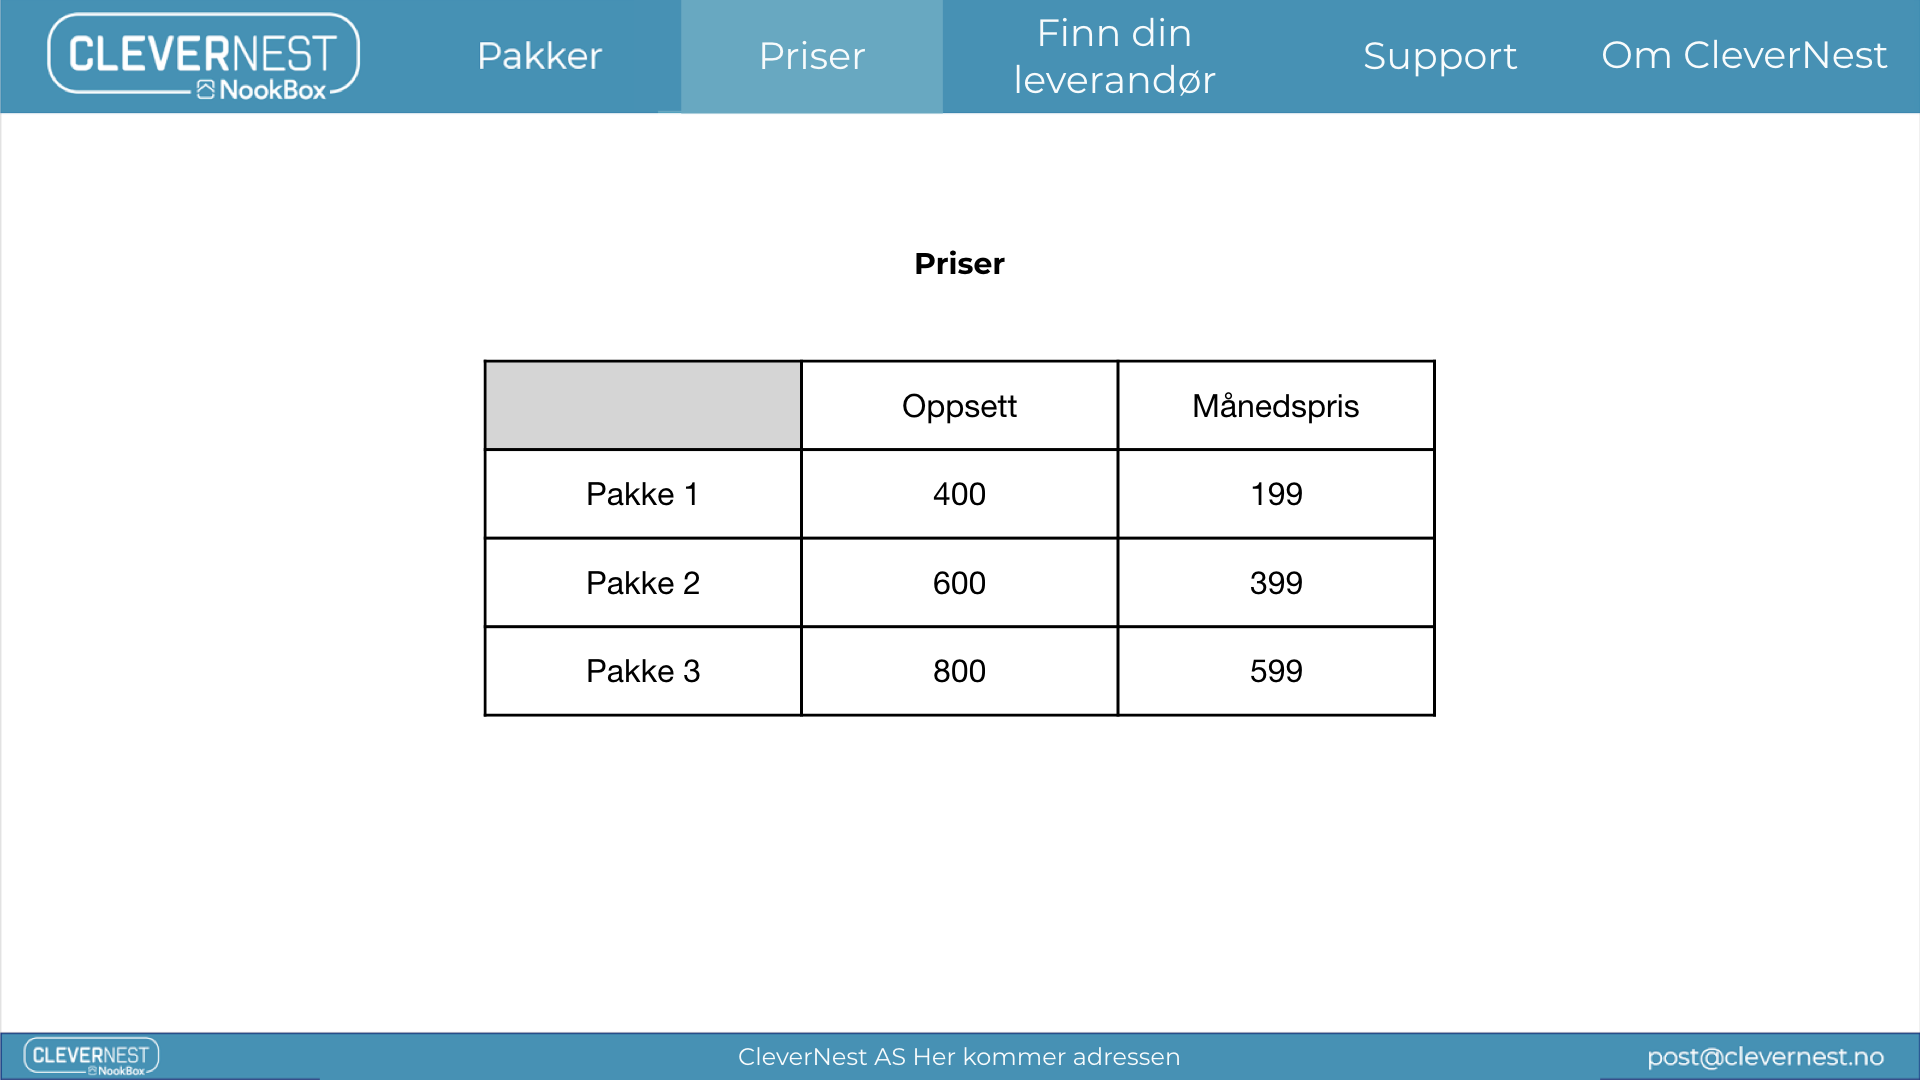 CLEVERNEST
NookBox
Pakker
Priser
Finn din
leverandør
Support
Om CleverNest
Priser
Oppsett Månedspris
Pakke 1 400 199
Pakke 2 600 399
Pakke 3 800 599
CLEVERNEST
NookBox
CleverNest AS Her kommer adressen
post@clevernest.no